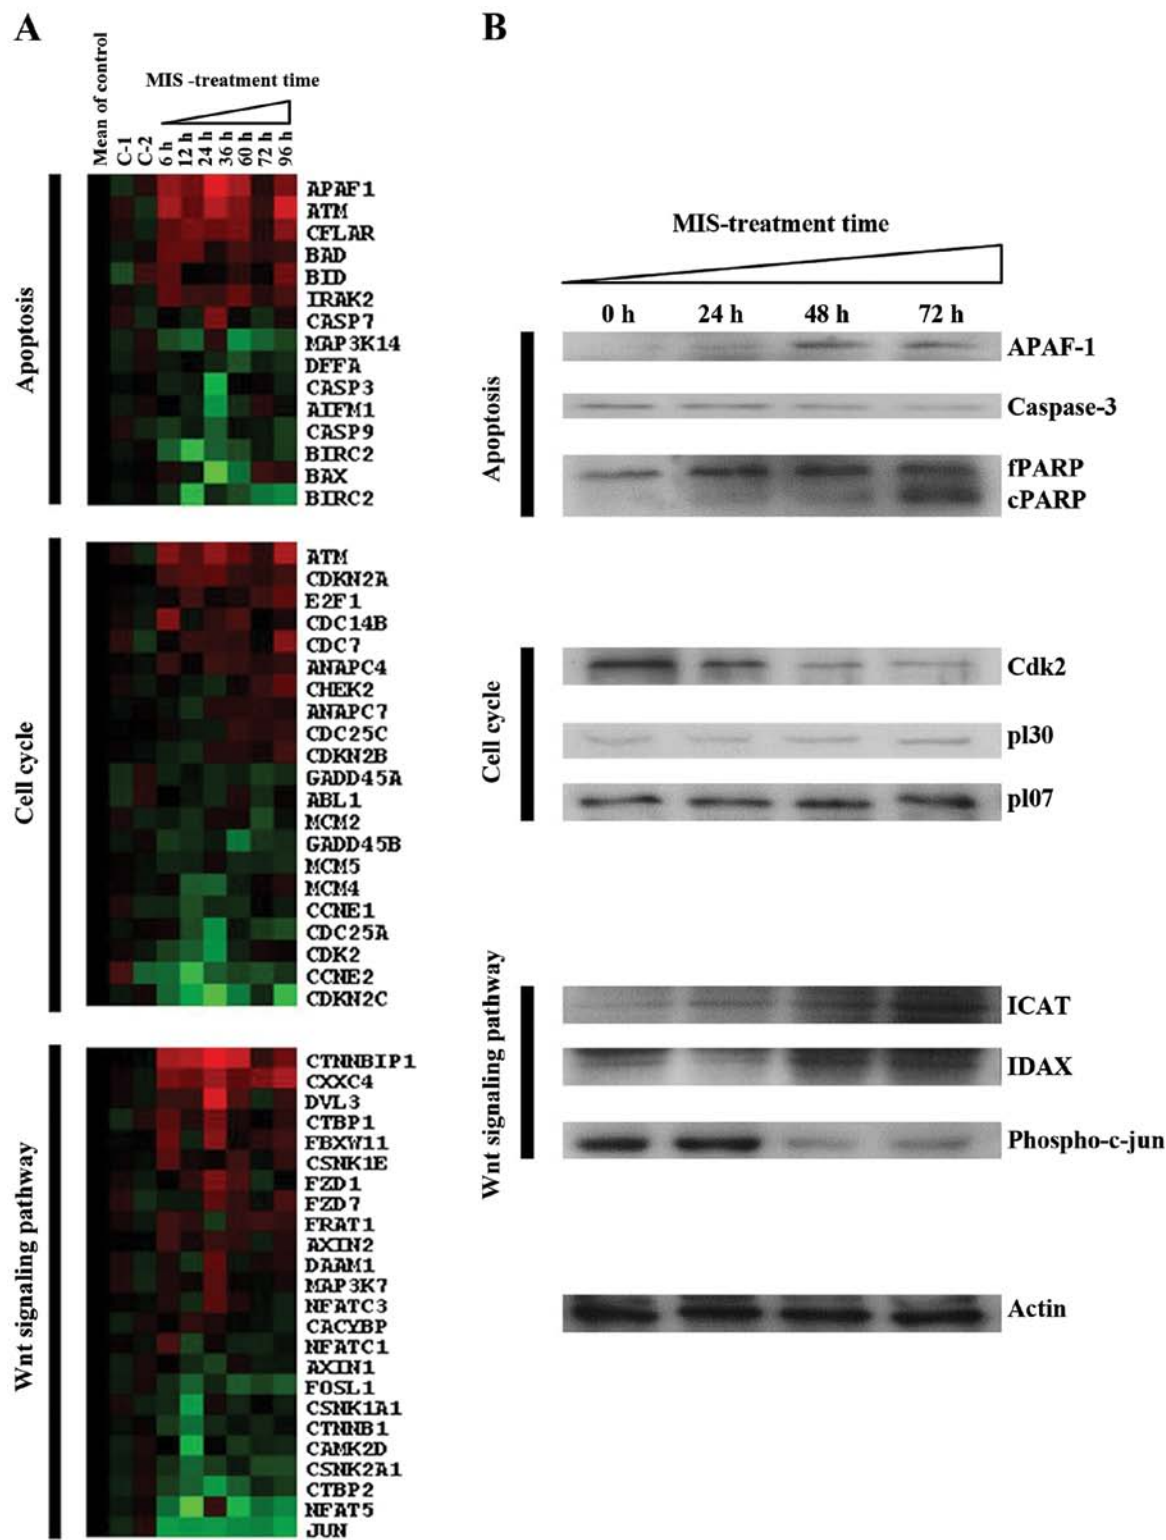 A
Mean of control
C-1
C-2
MIS -treatment time
6 h
12 h
24 h
36 h
60 h
72 h
96 h
Apoptosis
APAF1
ATM
CFLAR
BAD
BID
IRAK2
CASP7
MAP3K14
DFFA
CASP3
AIFM1
CASP9
BIRC2
BAX
BIRC2
Cell cycle
ATM
CDKN2A
E2F1
CDC14B
CDC7
ANAPC4
CHEK2
ANAPC7
CDC25C
CDKN2B
GADD45A
ABL1
MCM2
GADD45B
MCM5
MCM4
CCNE1
CDC25A
CDK2
CCNE2
CDKN2C
Wnt signaling pathway
CTNNBIP1
CXXC4
DVL3
CTBP1
FBXW11
CSNK1E
FZD1
FZD7
FRAT1
AXIN2
DAAM1
MAP3K7
NFATC3
CACYBP
NFATC1
AXIN1
FOSL1
CSNK1A1
CTNNB1
CAMK2D
CSNK2A1
CTBP2
NFAT5
JUN
B
MIS-treatment time
0 h 24 h 48 h 72 h
Apoptosis
APAF-1
Caspase-3
fPARP
cPARP
Cell cycle
Cdk2
pl30
pl07
Wnt signaling pathway
ICAT
IDAX
Phospho-c-jun
Actin